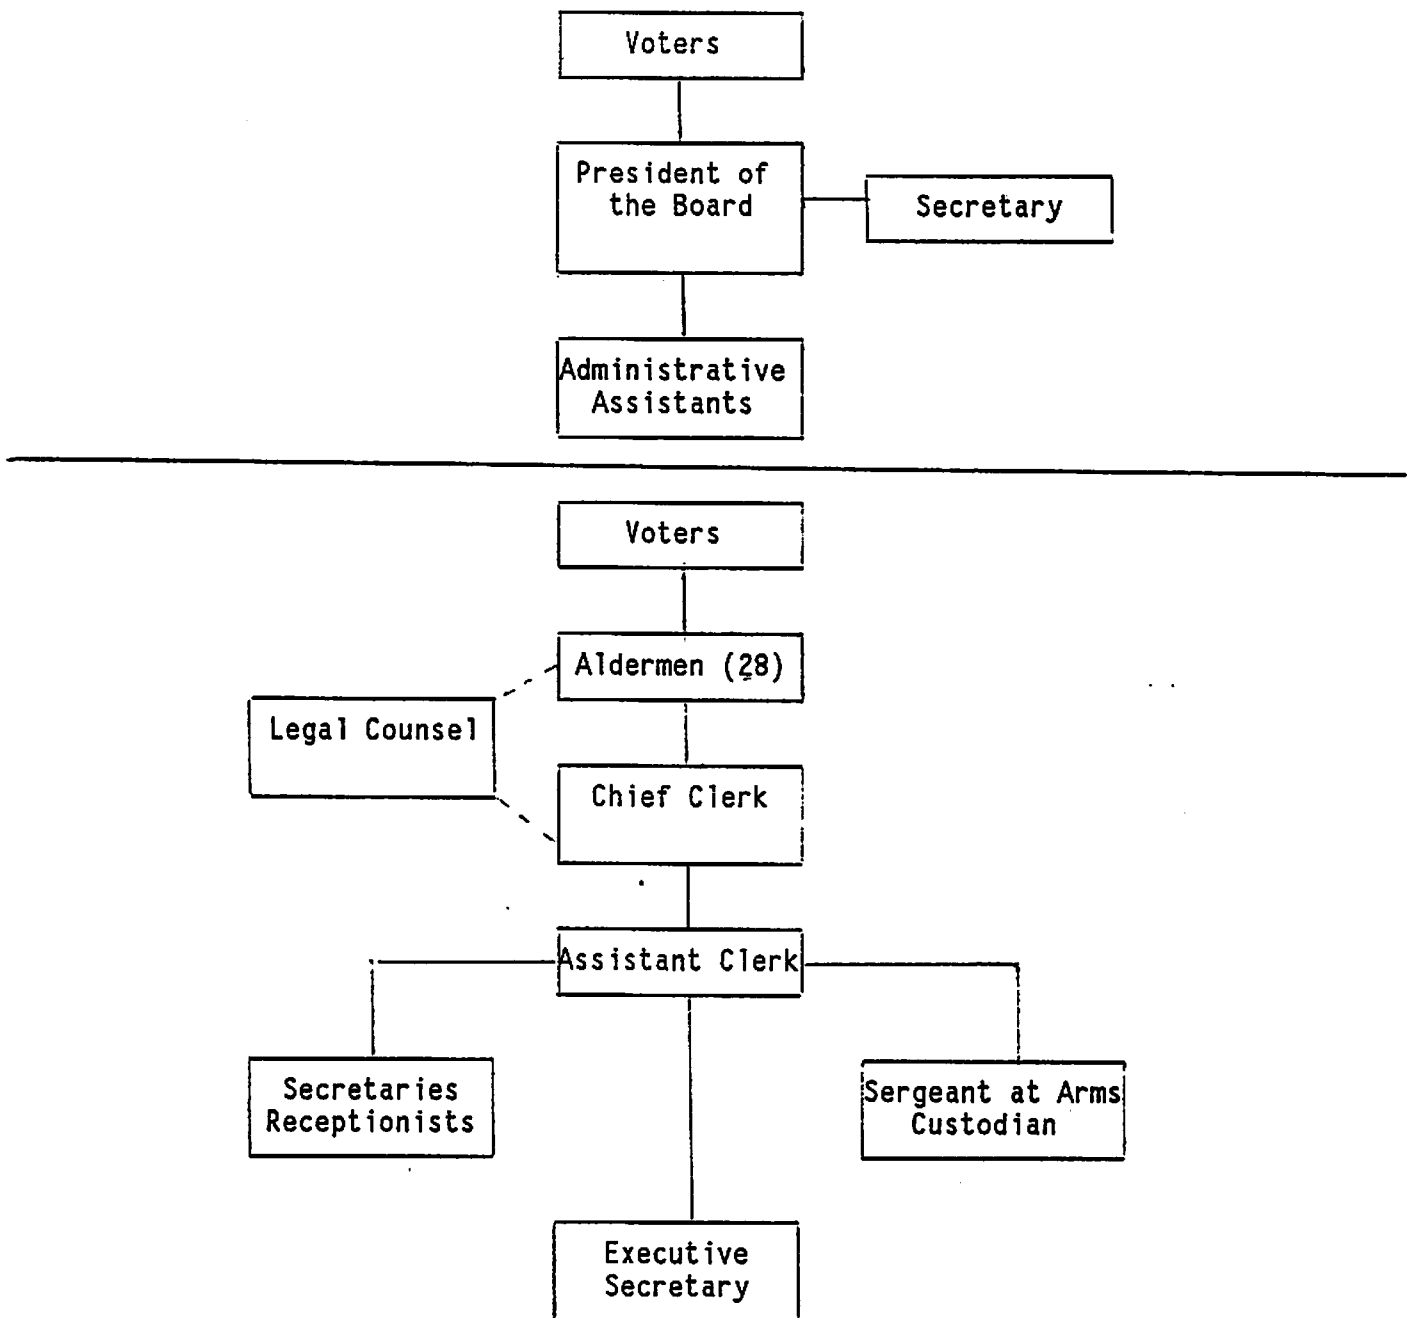 Voters
President of
the Board
Secretary
Administrative
Assistants
Voters
Aldermen (28)
Legal Counsel
Chief Clerk
Assistant Clerk
Secretaries
Receptionists
Sergeant at Arms
Custodian
Executive
Secretary